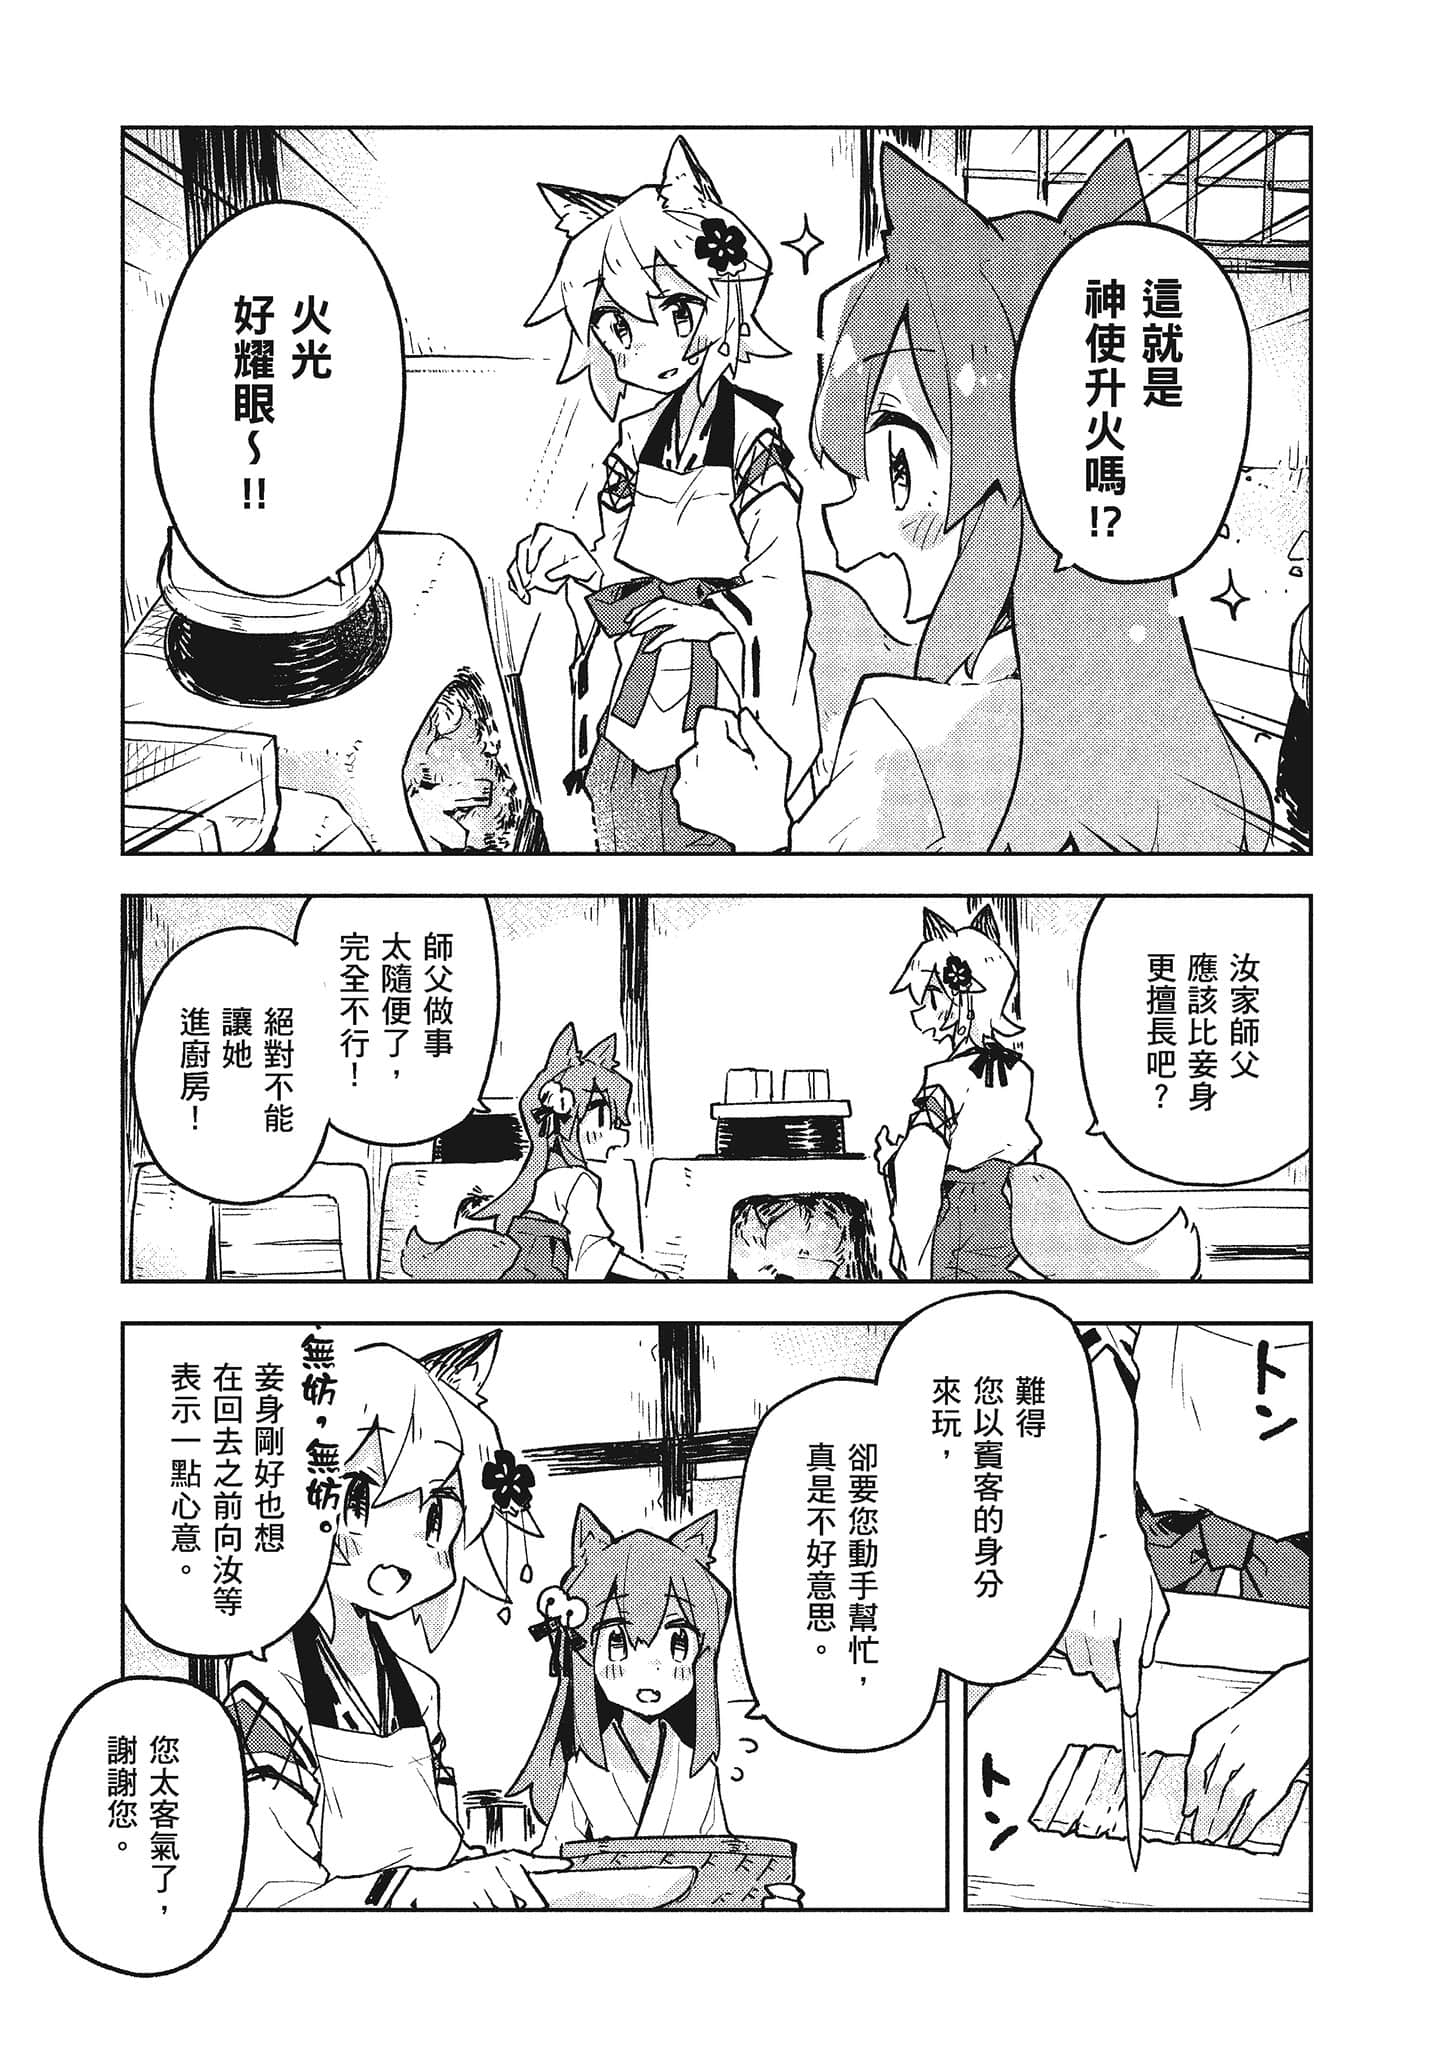 這就是
神使升火嗎!?
火光
好耀眼～!!
汝家師父
應該比妾身
更擅長吧？
師父做事
太隨便了，
完全不行！
絕對不能
讓她
進廚房！
トン
トン
難得
您以賓客的身分
來玩，
卻要您動手幫忙，
真是不好意思。
無妨，無妨。
妾身剛好也想
在回去之前向汝等
表示一點心意。
您太客氣了，
謝謝您。